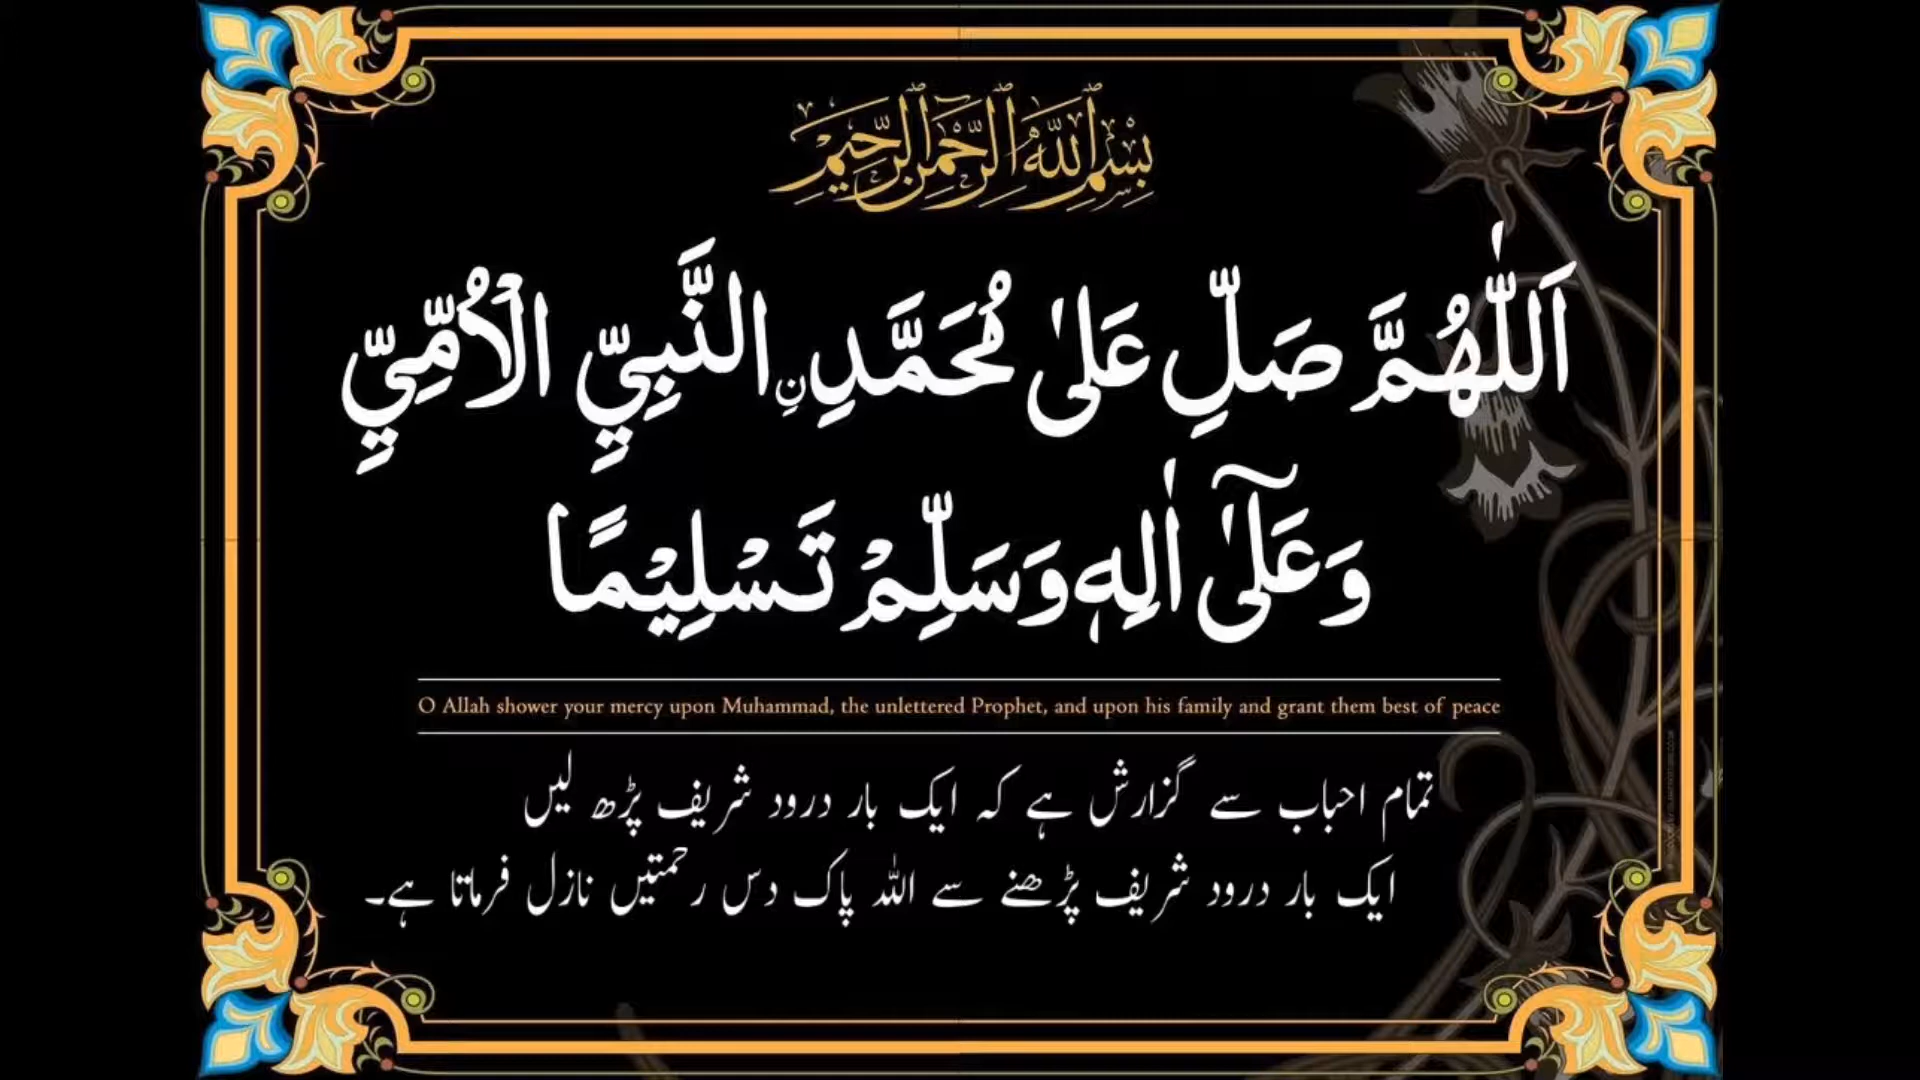 بِسْمِ اللهِ الرَّحْمٰنِ الرَّحِيْمِ
اَللّٰهُمَّ صَلِّ عَلٰى مُحَمَّدِنِ النَّبِيِّ الْاُمِّيِّ
وَعَلٰٓى اٰلِهٖ وَسَلِّمْ تَسْلِيْمًا
O Allah shower your mercy upon Muhammad, the unlettered Prophet, and upon his family and grant them best of peace
تمام احباب سے گزارش ہے کہ ایک بار درود شریف پڑھ لیں
ایک بار درود شریف پڑھنے سے اللہ پاک دس رحمتیں نازل فرماتا ہے۔